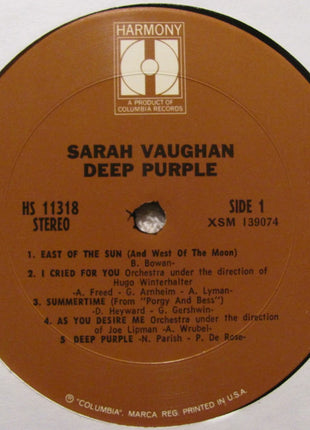 HARMONY
H
A PRODUCT OF
COLUMBIA RECORDS
SARAH VAUGHAN
DEEP PURPLE
HS 11318 SIDE 1
STEREO XSM 139074
1. EAST OF THE SUN (And West Of The Moon)
B. Bowan-
2. I CRIED FOR YOU Orchestra under the direction of
Hugo Winterhalter
-A. Freed - G. Arnheim - A. Lyman-
3. SUMMERTIME (From "Porgy And Bess")
-D. Heyward - G. Gershwin-
4. AS YOU DESIRE ME Orchestra under the direction
of Joe Lipman -A. Wrubel-
5 DEEP PURPLE -N. Parish - P. De Rose-
® "COLUMBIA". MARCA REG. PRINTED IN U.S.A.